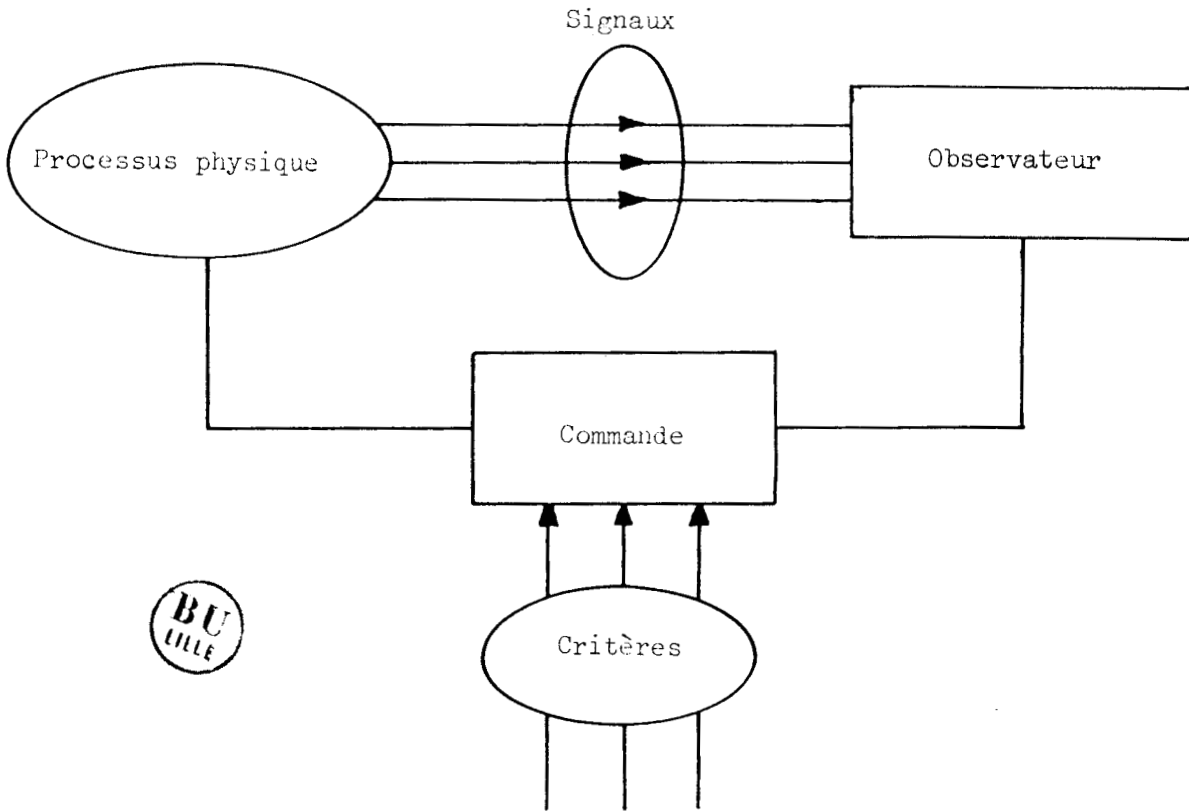 Signaux
Processus physique
Observateur
Commande
Critères
BU
LILLE